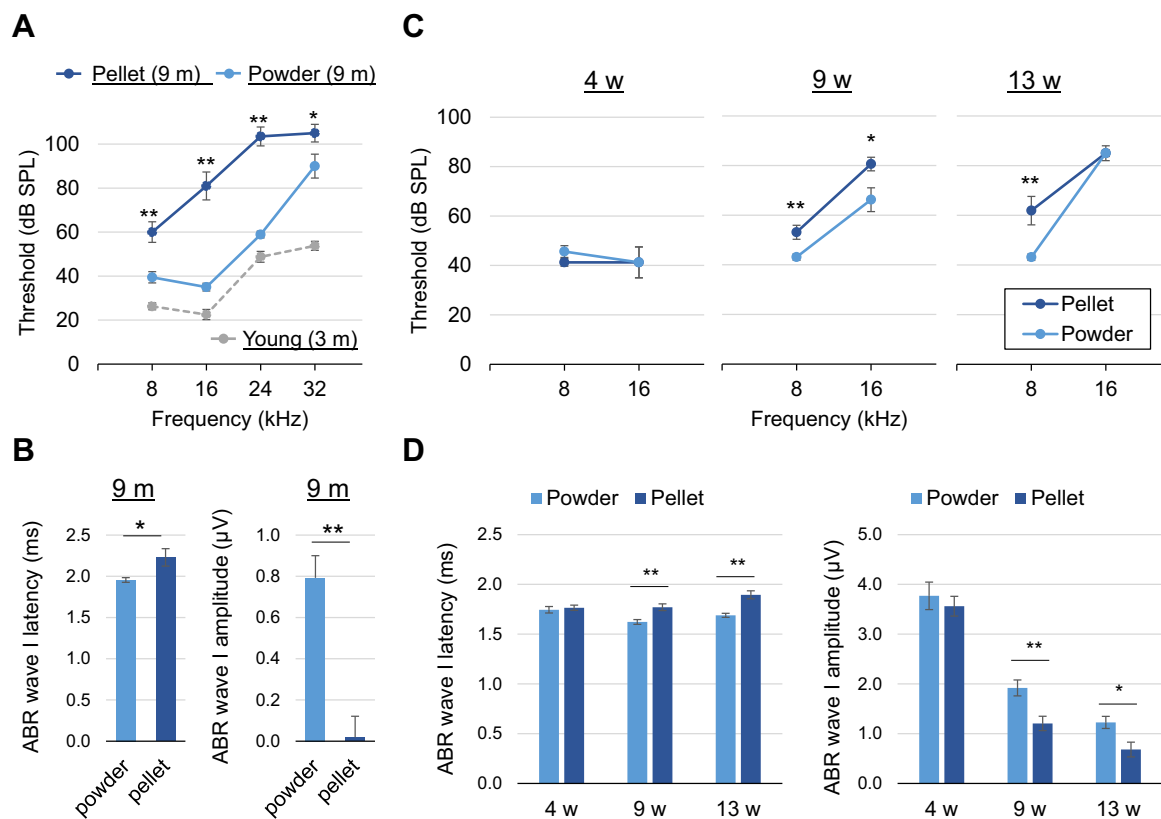 A
Pellet (9 m) Powder (9 m)
Threshold (dB SPL)
100
80
60
40
20
0
** ** ** *
Young (3 m)
8 16 24 32
Frequency (kHz)
C
4 w 9 w 13 w
Threshold (dB SPL)
100
80
60
40
20
0
** * **
Pellet
Powder
8 16 8 16 8 16
Frequency (kHz)
B
9 m
ABR wave I latency (ms)
2.5
2.0
1.5
1.0
0.5
0.0
*
powder pellet
9 m
ABR wave I amplitude (μV)
1.0
0.8
0.6
0.4
0.2
0.0
**
powder pellet
D
Powder Pellet
ABR wave I latency (ms)
2.5
2.0
1.5
1.0
0.5
0.0
** **
4 w 9 w 13 w
Powder Pellet
ABR wave I amplitude (μV)
5.0
4.0
3.0
2.0
1.0
0.0
** *
4 w 9 w 13 w